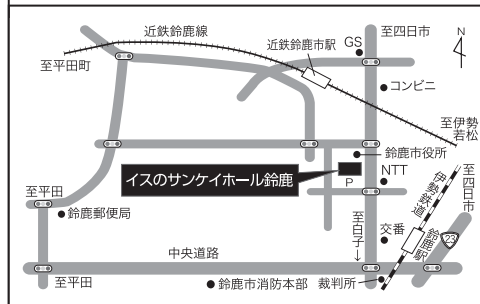 近鉄鈴鹿線
近鉄鈴鹿市駅
GS
至四日市
N
至平田町
コンビニ
至伊勢
若松
鈴鹿市役所
イスのサンケイホール鈴鹿
P
NTT
至四日市
伊勢鉄道
至平田
鈴鹿郵便局
至白子→
交番
鈴鹿駅
23
中央道路
至平田
鈴鹿市消防本部
裁判所